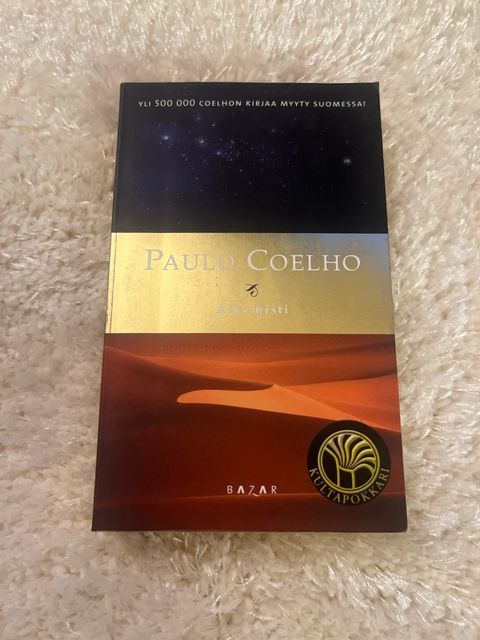 YLI 500 000 COELHON KIRJAA MYYTY SUOMESSA!
PAULO COELHO
Alkemisti
BAZAR
KULTAPOKKARI